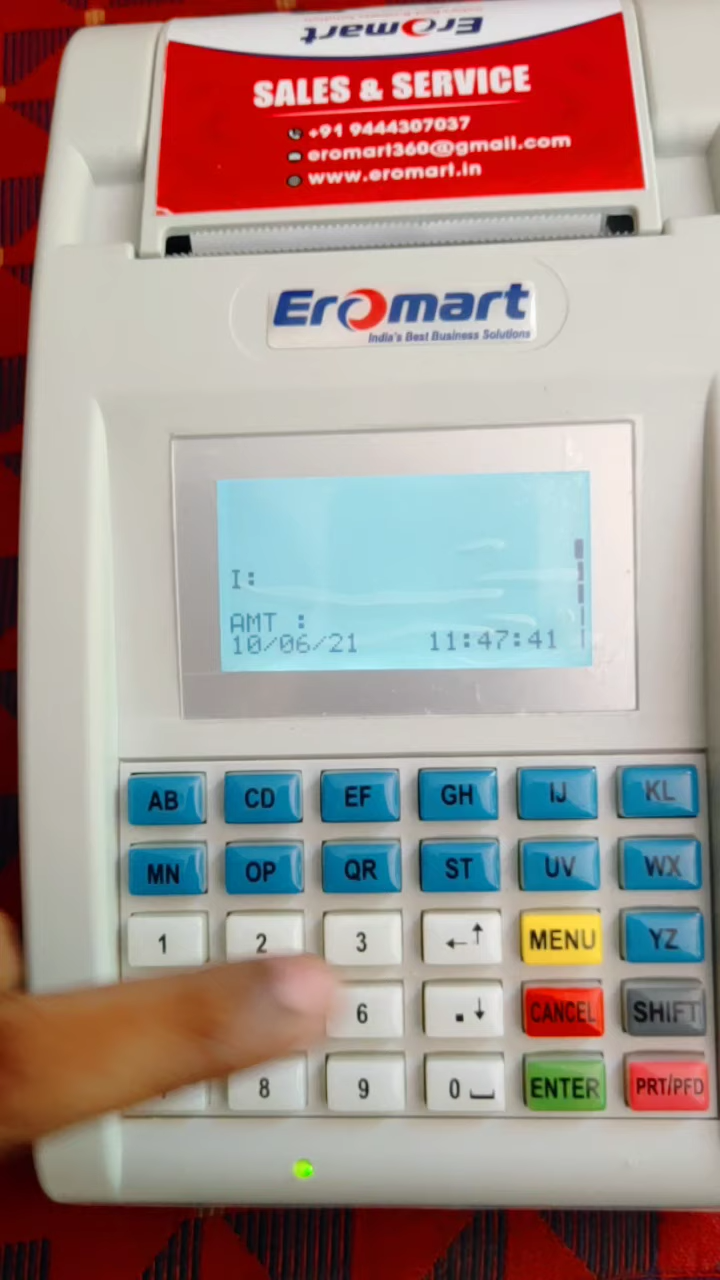 Eromart
SALES & SERVICE
+91 9444307037
eromart360@gmail.com
www.eromart.in
Eromart
India's Best Business Solutions
I:
AMT :
10/06/21 11:47:41
AB CD EF GH IJ KL
MN OP QR ST UV WX
1 2 3 ←↑ MENU YZ
6 .↓ CANCEL SHIFT
8 9 0 ENTER PRT/PFD